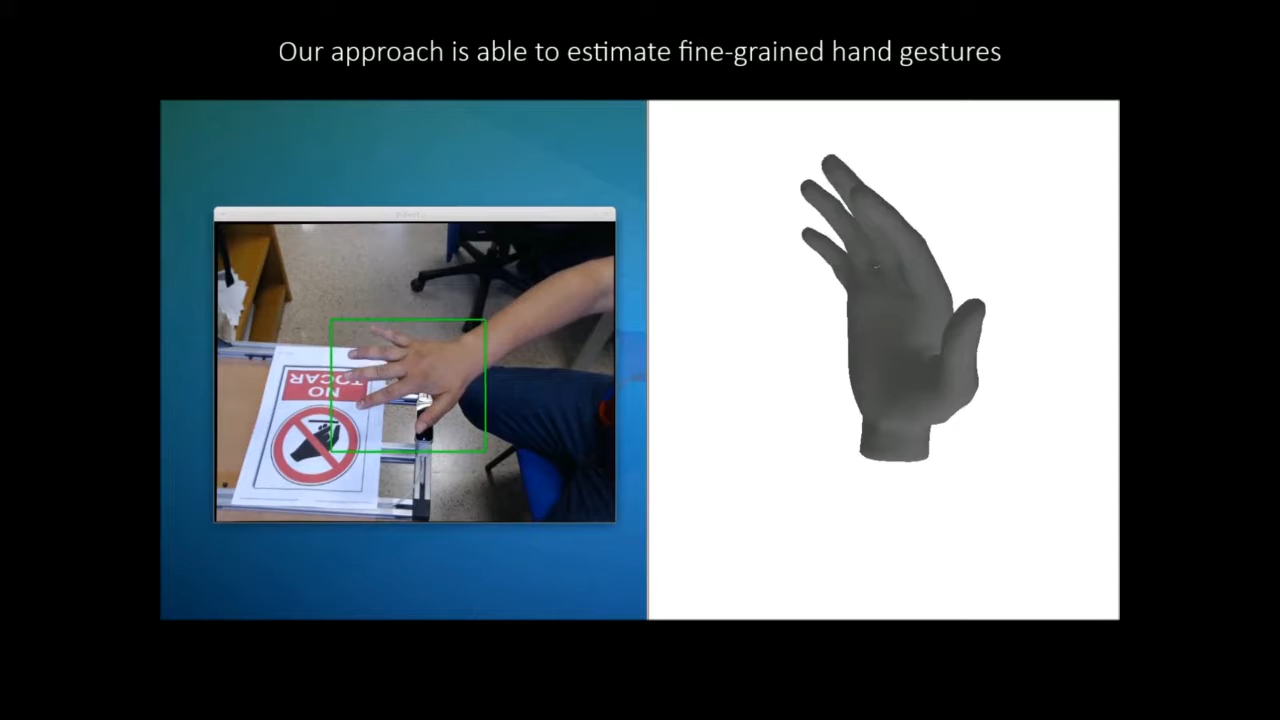 Our approach is able to estimate fine-grained hand gestures
NO
TOCAR